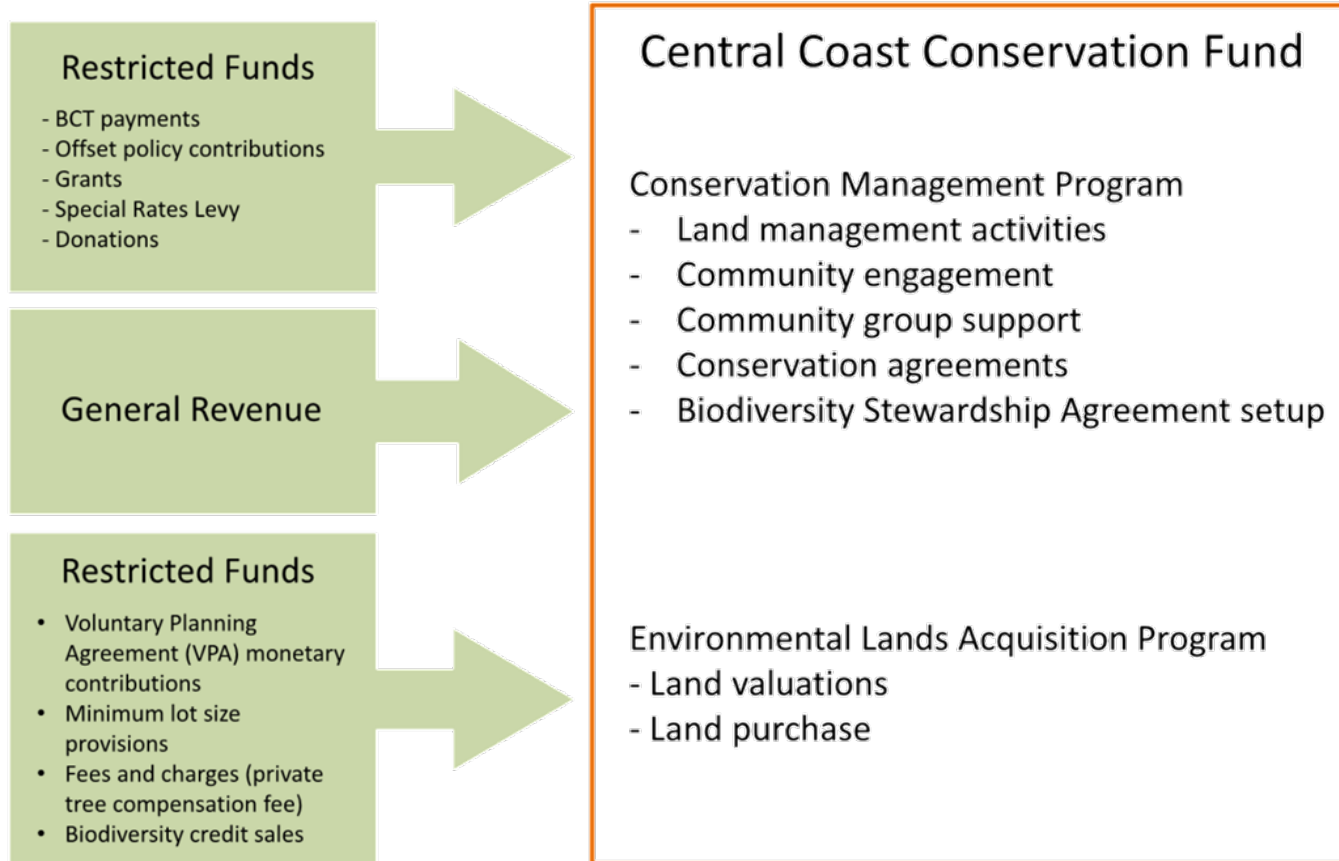 Restricted Funds
- BCT payments
- Offset policy contributions
- Grants
- Special Rates Levy
- Donations
General Revenue
Restricted Funds
• Voluntary Planning
Agreement (VPA) monetary
contributions
• Minimum lot size
provisions
• Fees and charges (private
tree compensation fee)
• Biodiversity credit sales
Central Coast Conservation Fund
Conservation Management Program
- Land management activities
- Community engagement
- Community group support
- Conservation agreements
- Biodiversity Stewardship Agreement setup
Environmental Lands Acquisition Program
- Land valuations
- Land purchase